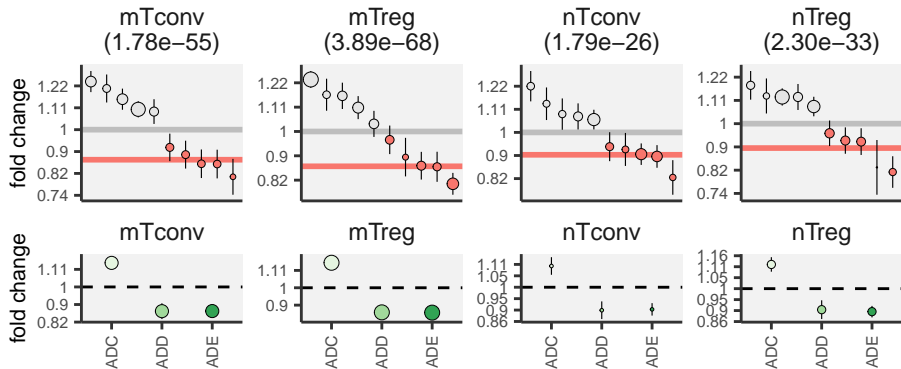 mTconv
(1.78e−55)
mTreg
(3.89e−68)
nTconv
(1.79e−26)
nTreg
(2.30e−33)
fold change
1.22
1.11
1
0.9
0.82
0.74
1.22
1.11
1
0.9
0.82
1.22
1.11
1
0.9
0.82
1.22
1.11
1
0.9
0.82
mTconv
mTreg
nTconv
nTreg
fold change
1.11
1
0.9
0.82
1.11
1
0.9
1.11
1.05
1
0.95
0.9
0.86
1.16
1.11
1.05
1
0.95
0.9
0.86
ADC
ADD
ADE
ADC
ADD
ADE
ADC
ADD
ADE
ADC
ADD
ADE